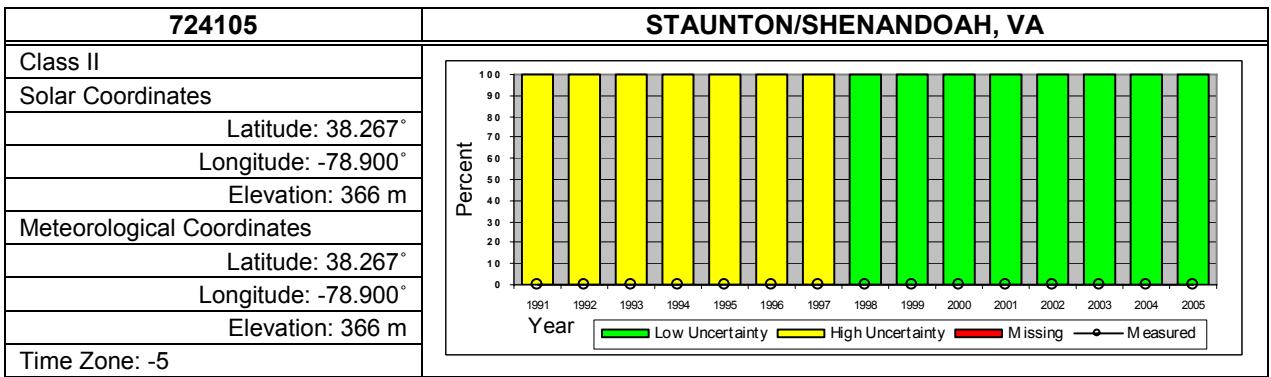 724105
STAUNTON/SHENANDOAH, VA
Class II
Solar Coordinates
Latitude: 38.267˚
Longitude: -78.900˚
Elevation: 366 m
Meteorological Coordinates
Latitude: 38.267˚
Longitude: -78.900˚
Elevation: 366 m
Time Zone: -5
Percent
100
90
80
70
60
50
40
30
20
10
0
1991 1992 1993 1994 1995 1996 1997 1998 1999 2000 2001 2002 2003 2004 2005
Year
Low Uncertainty High Uncertainty Missing Measured